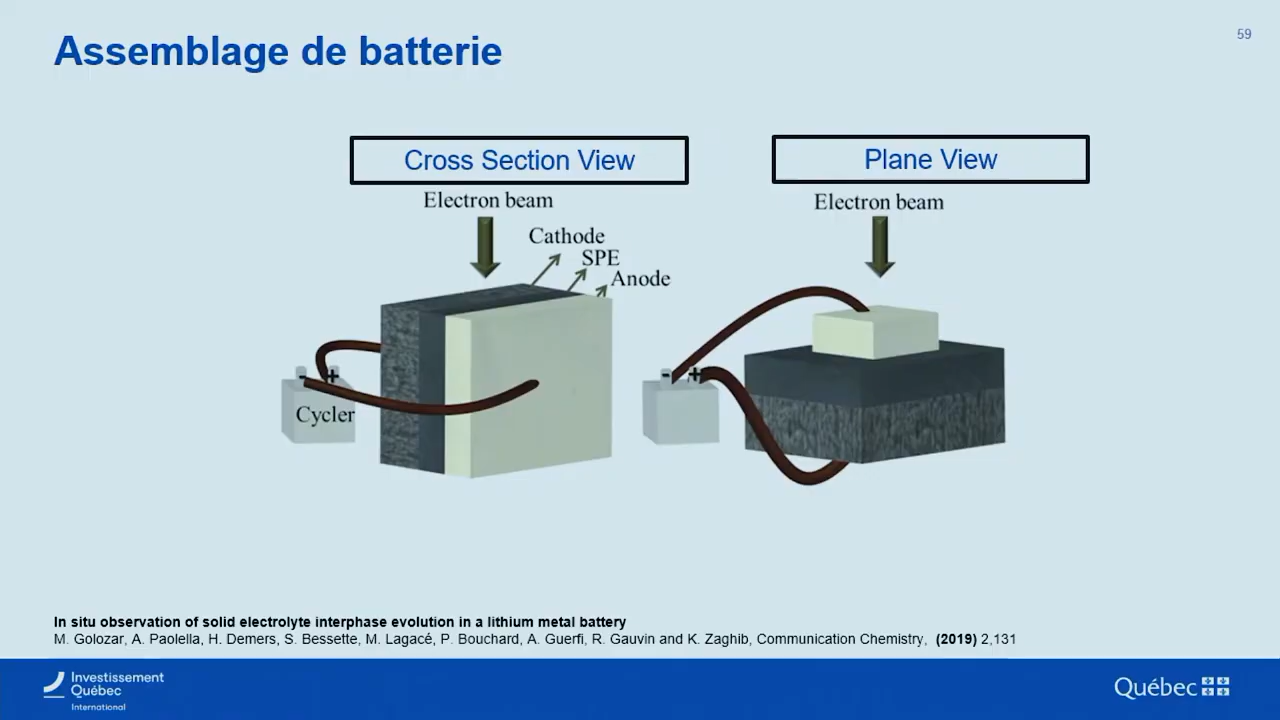 59
Assemblage de batterie
Cross Section View
Plane View
Electron beam
Electron beam
Cathode
SPE
Anode
- +
Cycler
- +
In situ observation of solid electrolyte interphase evolution in a lithium metal battery
M. Golozar, A. Paolella, H. Demers, S. Bessette, M. Lagacé, P. Bouchard, A. Guerfi, R. Gauvin and K. Zaghib, Communication Chemistry, (2019) 2,131
Investissement
Québec
International
Québec